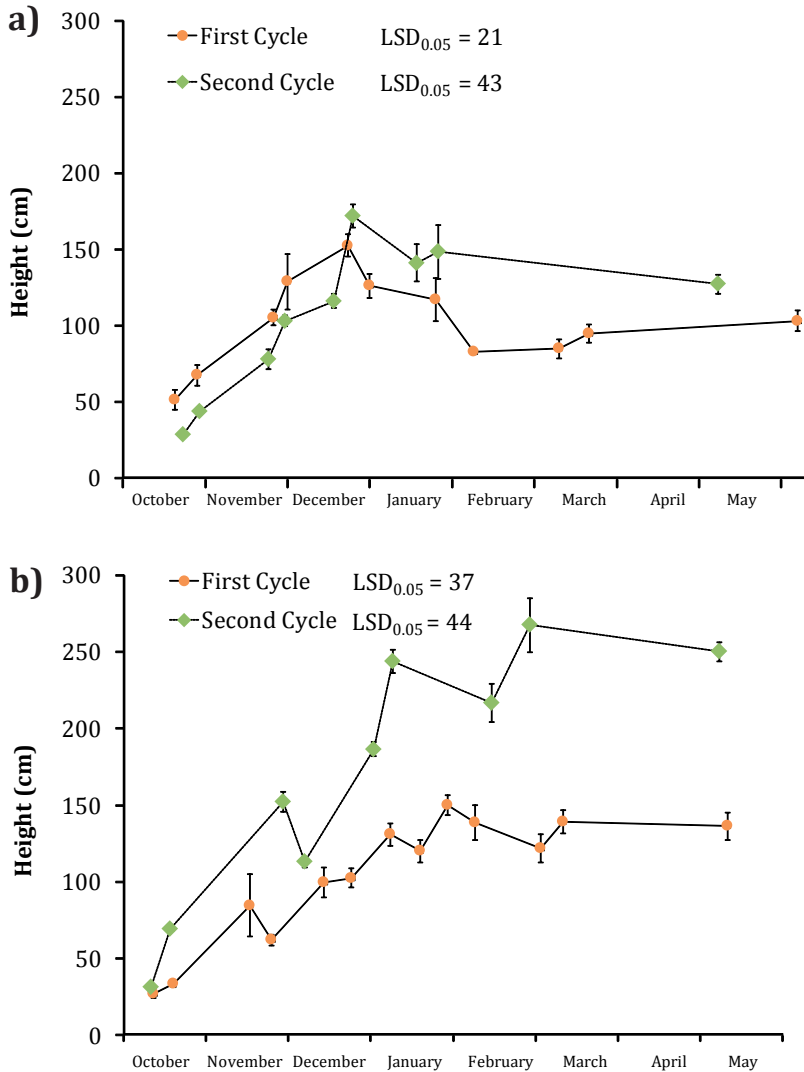 a)
300
First Cycle LSD0.05 = 21
Second Cycle LSD0.05 = 43
250
200
150
100
50
0
Height (cm)
October November December January February March April May
b)
300
First Cycle LSD0.05 = 37
Second Cycle LSD0.05 = 44
250
200
150
100
50
0
Height (cm)
October November December January February March April May